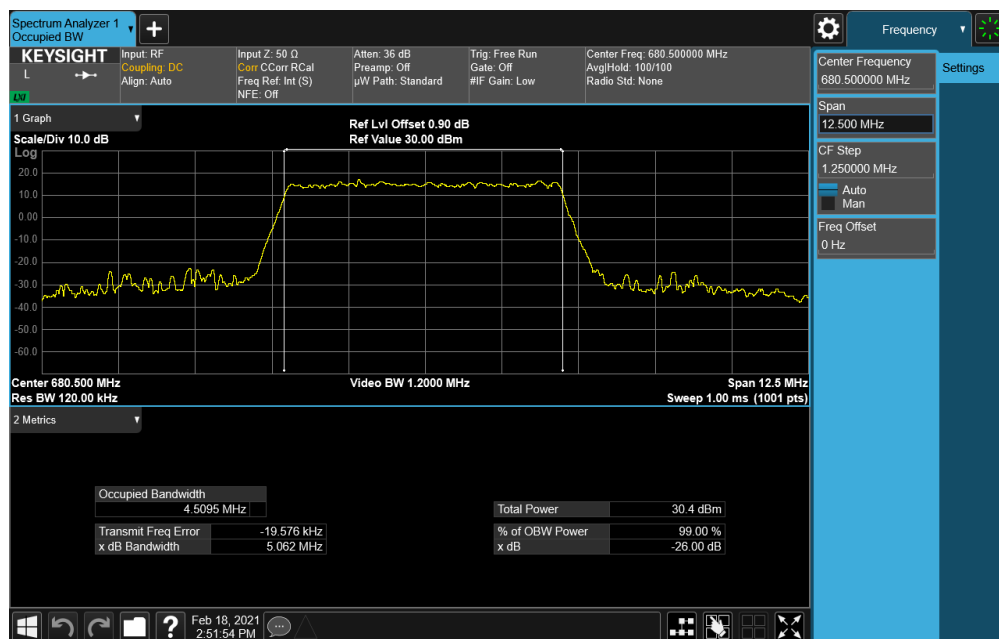 Spectrum Analyzer 1
Occupied BW
Frequency
KEYSIGHT
L
LXI
Input: RF
Coupling: DC
Align: Auto
Input Z: 50 Ω
Corr CCorr RCal
Freq Ref: Int (S)
NFE: Off
Atten: 36 dB
Preamp: Off
µW Path: Standard
Trig: Free Run
Gate: Off
#IF Gain: Low
Center Freq: 680.500000 MHz
Avg|Hold: 100/100
Radio Std: None
Center Frequency
680.500000 MHz
Settings
Span
12.500 MHz
CF Step
1.250000 MHz
Auto
Man
Freq Offset
0 Hz
1 Graph
Scale/Div 10.0 dB
Ref Lvl Offset 0.90 dB
Ref Value 30.00 dBm
Log
20.0
10.0
0.00
-10.0
-20.0
-30.0
-40.0
-50.0
-60.0
Center 680.500 MHz
Video BW 1.2000 MHz
Span 12.5 MHz
Res BW 120.00 kHz
Sweep 1.00 ms (1001 pts)
2 Metrics
Occupied Bandwidth
4.5095 MHz
Total Power 30.4 dBm
Transmit Freq Error -19.576 kHz
% of OBW Power 99.00 %
x dB Bandwidth 5.062 MHz
x dB -26.00 dB
?
Feb 18, 2021
2:51:54 PM